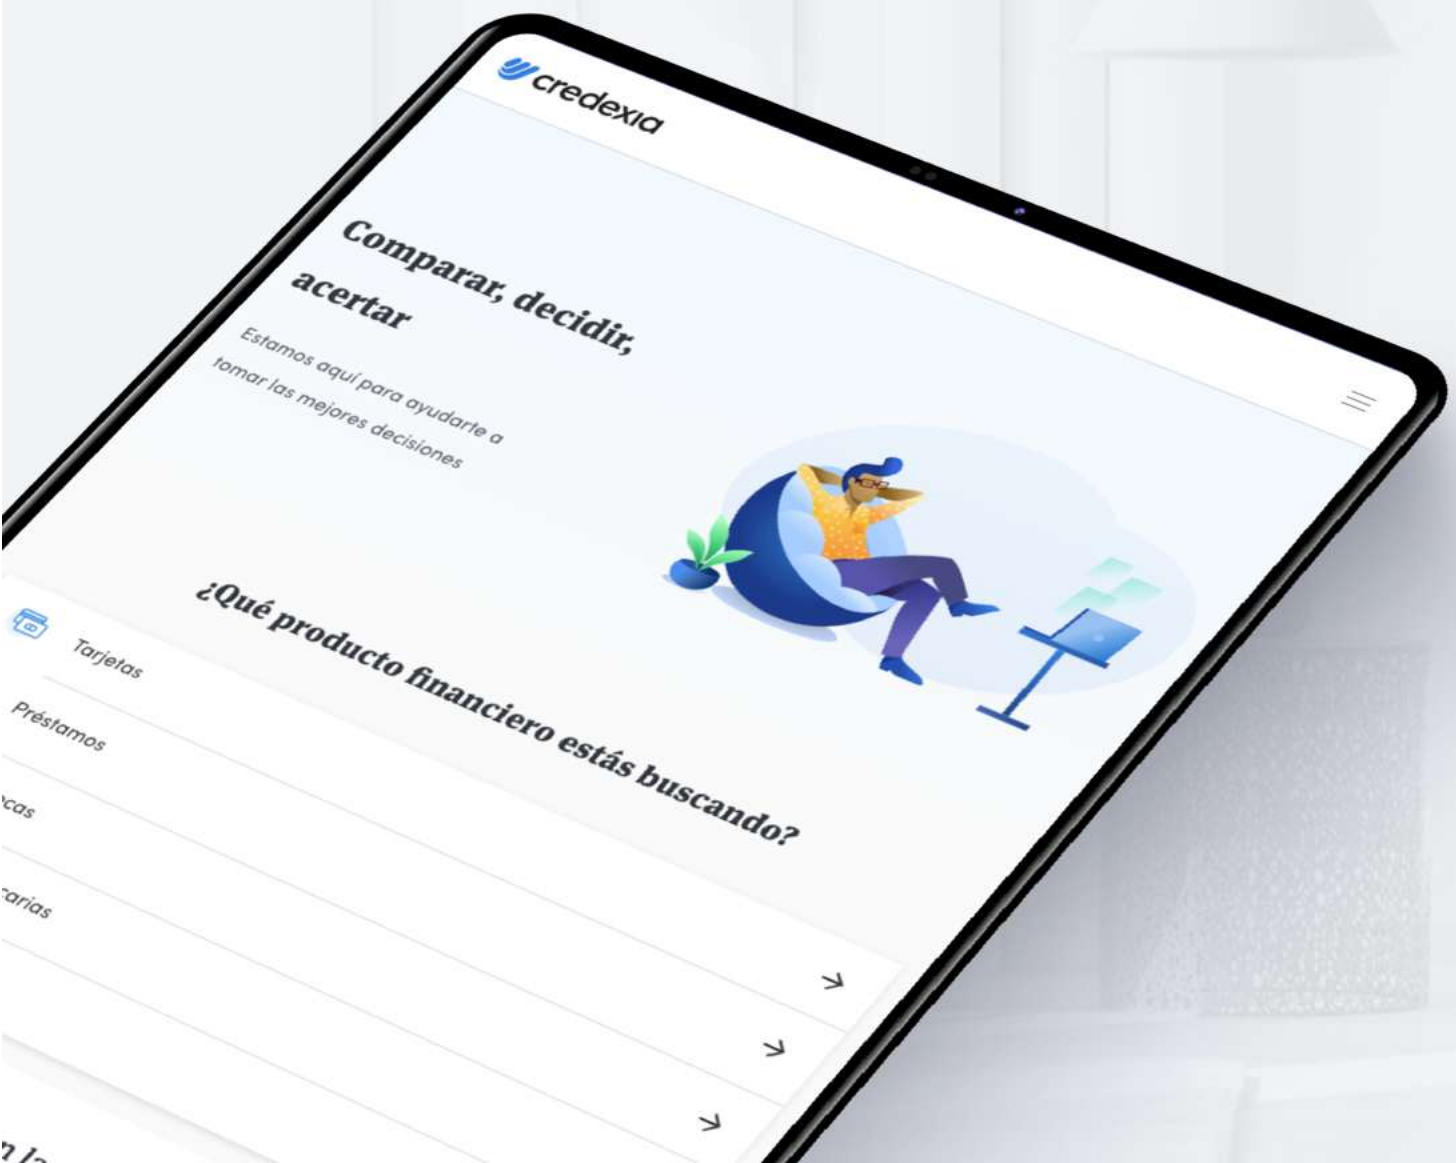 credexia
Comparar, decidir,
acertar
Estamos aquí para ayudarte a
tomar las mejores decisiones
¿Qué producto financiero estás buscando?
Tarjetas
Préstamos